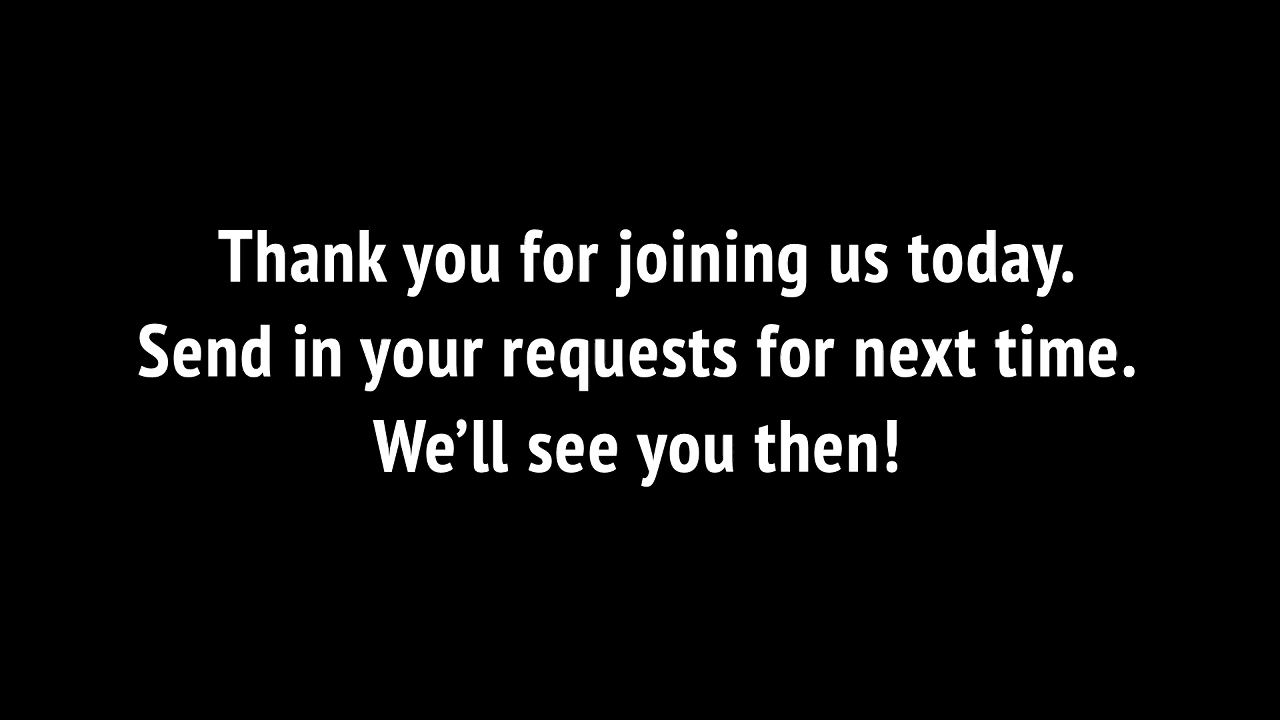 Thank you for joining us today.
Send in your requests for next time.
We’ll see you then!